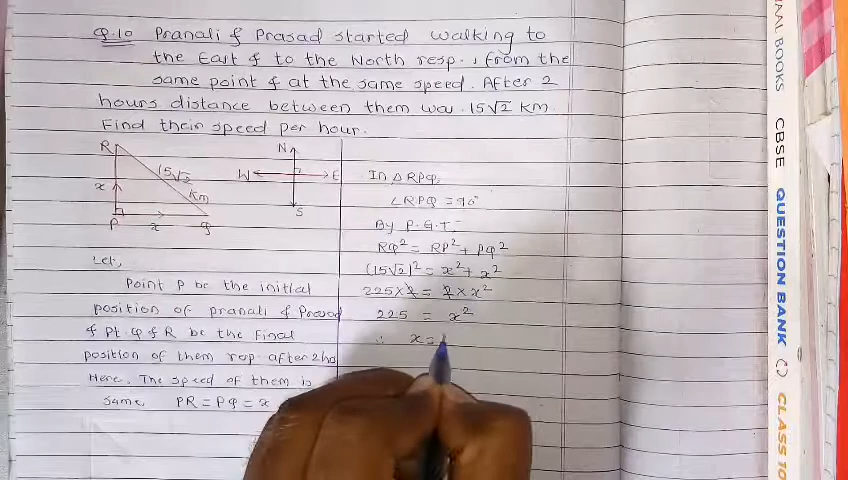 Q.10 Pranali & Prasad started walking to
the East & to the North resp., from the
same point & at the same speed. After 2
hours distance between them was 15√2 KM.
Find their speed per hour.
R
x
15√2
km
P
x
Q
N
W
E
S
Let,
Point P be the initial
position of pranali & Prasad
& Pt. Q & R be the Final
position of them resp. after 2 ho
Here, The speed of them is
same PR = PQ = x
In △RPQ,
∠RPQ = 90°
By P.G.T,
RQ² = RP² + PQ²
(15√2)² = x² + x²
225 × 2 = 2 × x²
225 = x²
∴ x =
VAAL BOOKS
CBSE
QUESTION BANK
CLASS 10